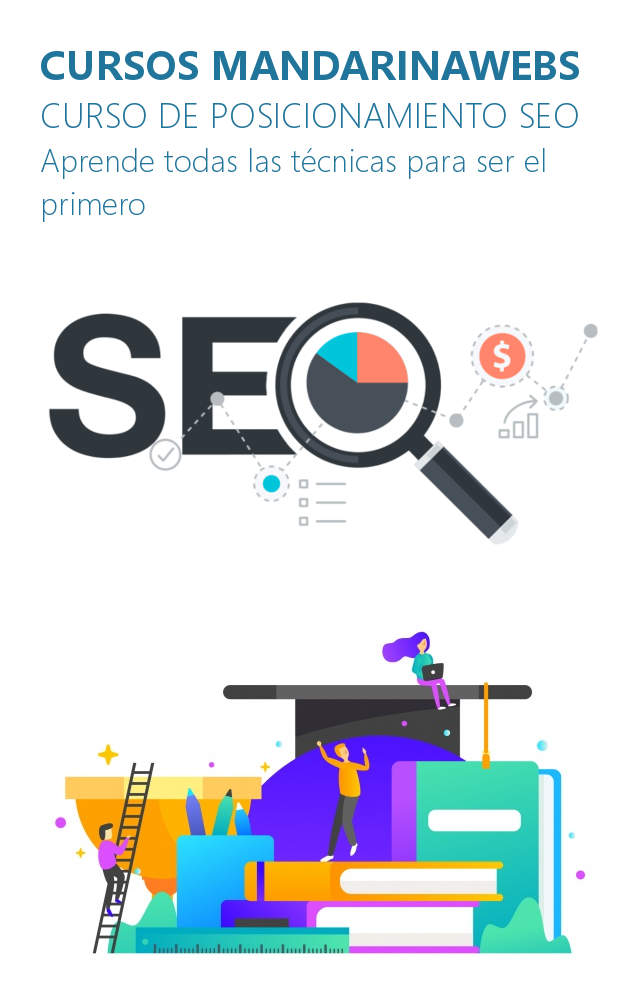 CURSOS MANDARINAWEBS
CURSO DE POSICIONAMIENTO SEO
Aprende todas las técnicas para ser el
primero
SEO
$